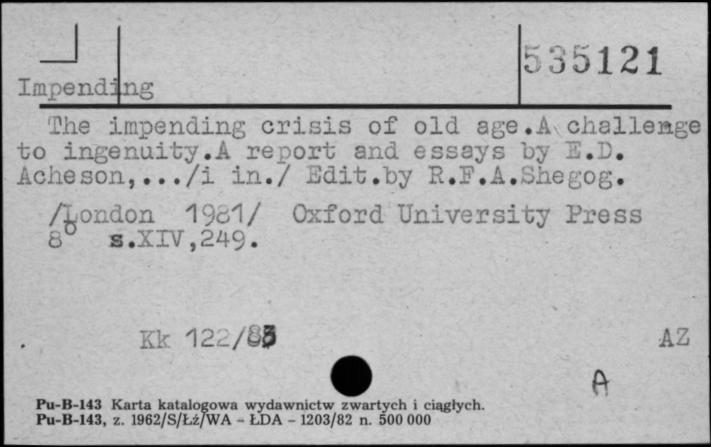 535121
Impending
The impending crisis of old age.A challenge
to ingenuity.A report and essays by E.D.
Acheson,.../i in./ Edit.by R.F.A.Shegog.
/London 1981/ Oxford University Press
8° s.XIV,249.
Kk 122/83 AZ
A
Pu-B-143 Karta katalogowa wydawnictw zwartych i ciągłych.
Pu-B-143, z. 1962/S/Łż/WA - ŁDA - 1203/82 n. 500 000